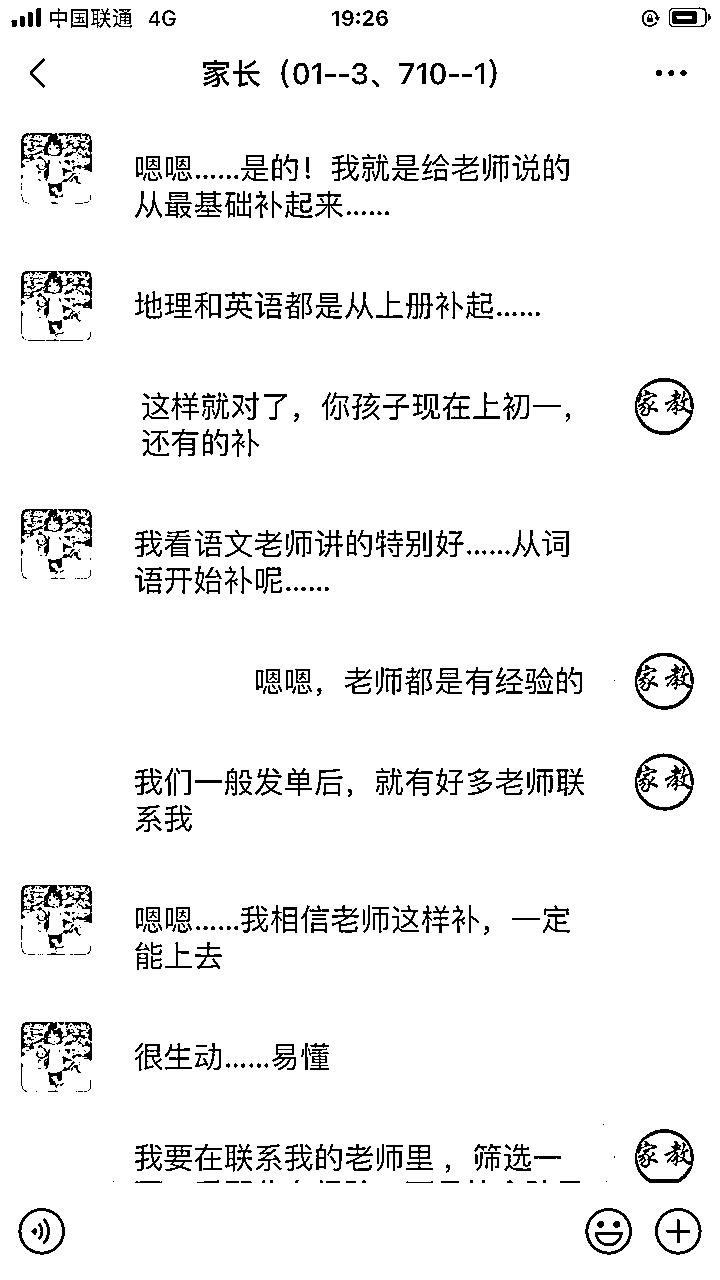 中国联通 4G 19:26
家长（01--3、710--1）
嗯嗯……是的！我就是给老师说的
从最基础补起来……
地理和英语都是从上册补起……
这样就对了，你孩子现在上初一，
还有的补
家教
我看语文老师讲的特别好……从词
语开始补呢……
嗯嗯，老师都是有经验的
家教
我们一般发单后，就有好多老师联
系我
家教
嗯嗯……我相信老师这样补，一定
能上去
很生动……易懂
我要在联系我的老师里，筛选一
家教